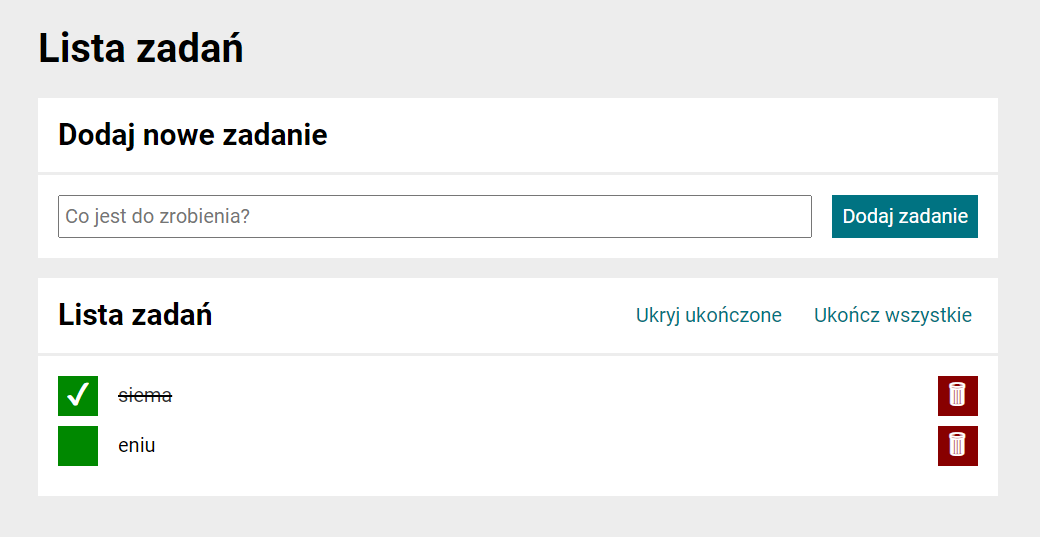 Lista zadań
Dodaj nowe zadanie
Co jest do zrobienia?
Dodaj zadanie
Lista zadań
Ukryj ukończone
Ukończ wszystkie
siema
eniu